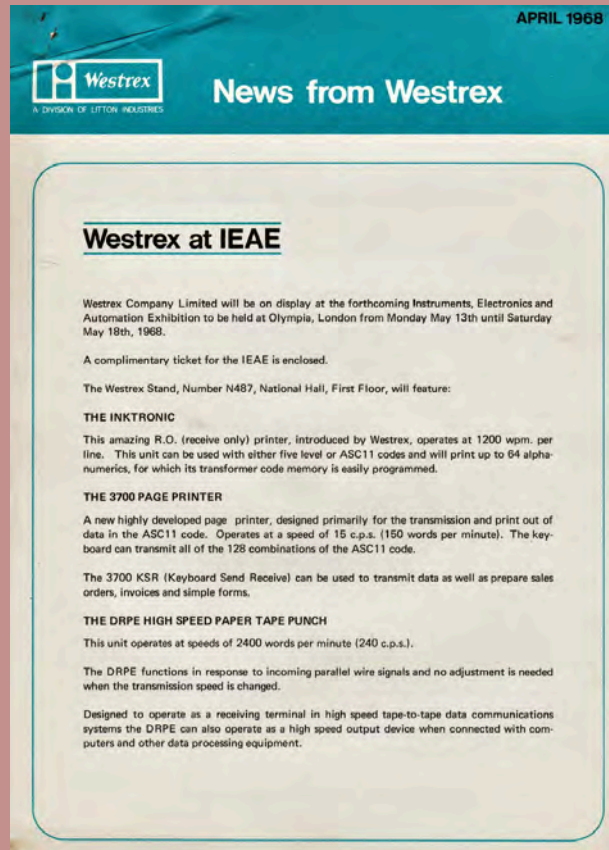 APRIL 1968
Westrex
A DIVISION OF LITTON INDUSTRIES
News from Westrex
Westrex at IEAE
Westrex Company Limited will be on display at the forthcoming Instruments, Electronics and
Automation Exhibition to be held at Olympia, London from Monday May 13th until Saturday
May 18th, 1968.
A complimentary ticket for the IEAE is enclosed.
The Westrex Stand, Number N487, National Hall, First Floor, will feature:
THE INKTRONIC
This amazing R.O. (receive only) printer, introduced by Westrex, operates at 1200 wpm. per
line. This unit can be used with either five level or ASC11 codes and will print up to 64 alpha-
numerics, for which its transformer code memory is easily programmed.
THE 3700 PAGE PRINTER
A new highly developed page printer, designed primarily for the transmission and print out of
data in the ASC11 code. Operates at a speed of 15 c.p.s. (150 words per minute). The key-
board can transmit all of the 128 combinations of the ASC11 code.
The 3700 KSR (Keyboard Send Receive) can be used to transmit data as well as prepare sales
orders, invoices and simple forms.
THE DRPE HIGH SPEED PAPER TAPE PUNCH
This unit operates at speeds of 2400 words per minute (240 c.p.s.).
The DRPE functions in response to incoming parallel wire signals and no adjustment is needed
when the transmission speed is changed.
Designed to operate as a receiving terminal in high speed tape-to-tape data communications
systems the DRPE can also operate as a high speed output device when connected with com-
puters and other data processing equipment.